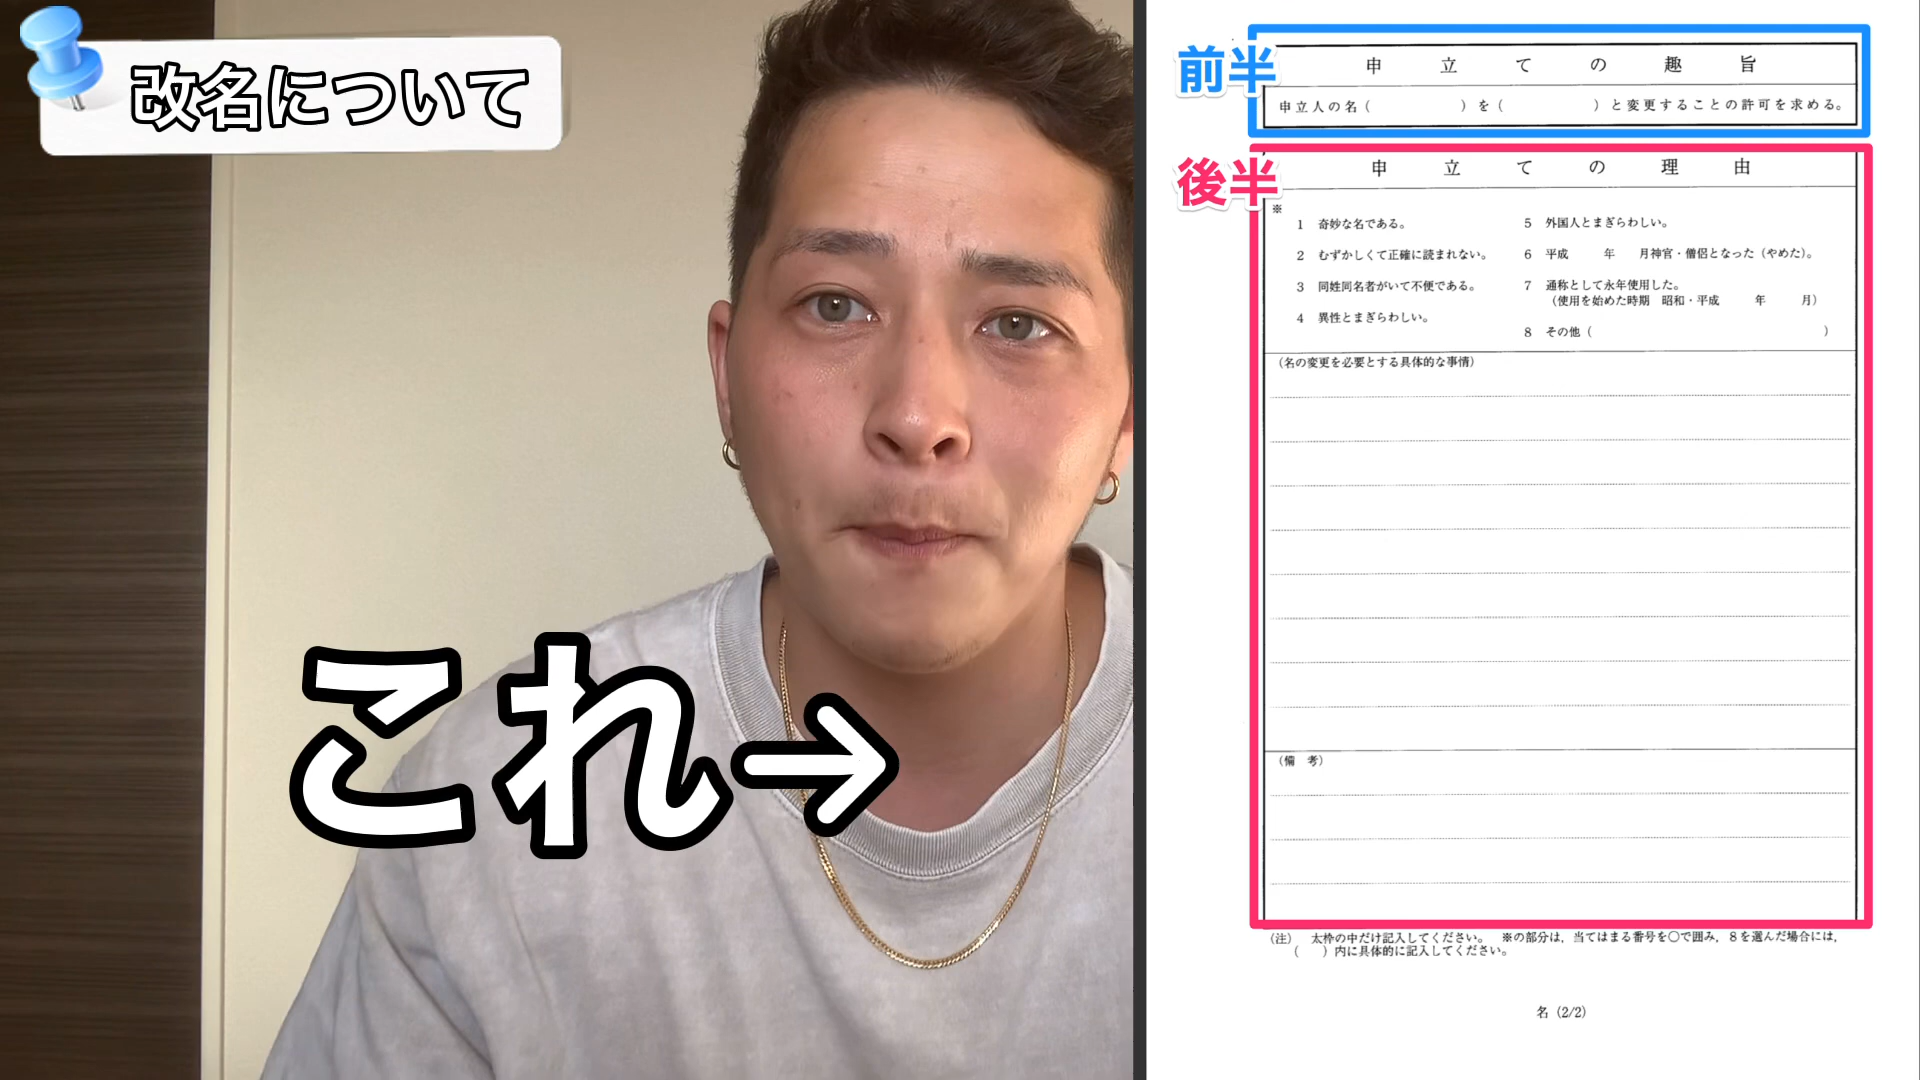 改名について
これ→
前半
申立ての趣旨
申立人の名（　　　　　）を（　　　　　）と変更することの許可を求める。
後半
申立ての理由
※
1 奇妙な名である。
2 むずかしくて正確に読まれない。
3 同姓同名者がいて不便である。
4 異性とまぎらわしい。
5 外国人とまぎらわしい。
6 平成　　年　　月神官・僧侶となった（やめた）。
7 通称として永年使用した。
（使用を始めた時期　昭和・平成　　年　　月）
8 その他（　　　　　　　　　　）
（名の変更を必要とする具体的な事情）
（備　考）
（注）　太枠の中だけ記入してください。　※の部分は，当てはまる番号を○で囲み，８を選んだ場合には，
（　　）内に具体的に記入してください。
名（2/2）